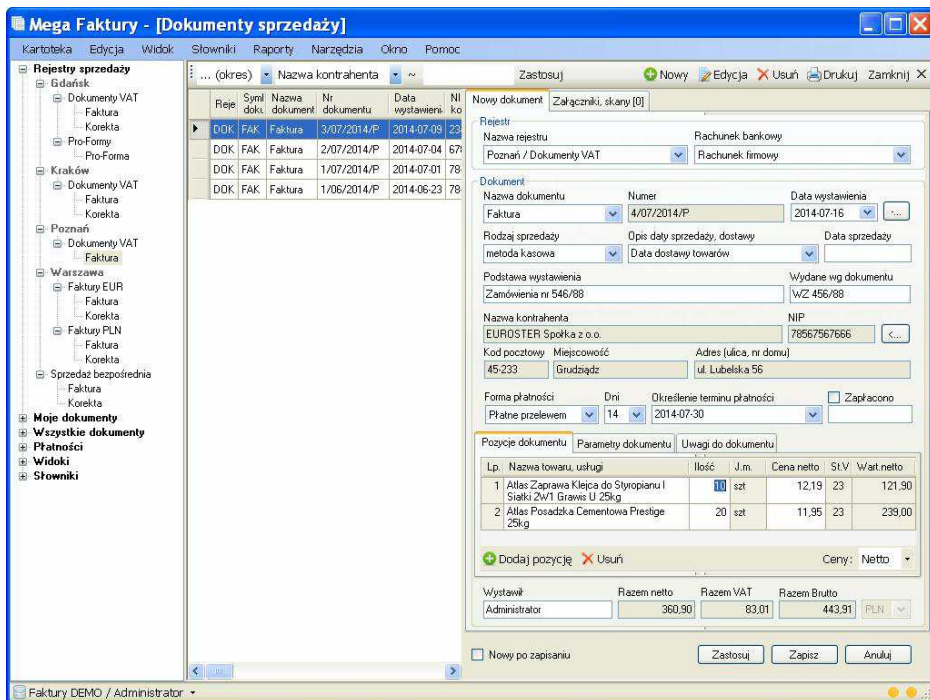 Mega Faktury - [Dokumenty sprzedaży]
Kartoteka Edycja Widok Słowniki Raporty Narzędzia Okno Pomoc
... (okres) Nazwa kontrahenta ~ Zastosuj Nowy Edycja Usuń Drukuj Zamknij X
Rejestry sprzedaży
Gdańsk
Dokumenty VAT
Faktura
Korekta
Pro-Formy
Pro-Forma
Kraków
Dokumenty VAT
Faktura
Korekta
Poznań
Dokumenty VAT
Faktura
Warszawa
Faktury EUR
Faktura
Korekta
Faktury PLN
Faktura
Korekta
Sprzedaż bezpośrednia
Faktura
Korekta
Moje dokumenty
Wszystkie dokumenty
Płatności
Widoki
Słowniki
Reje Symb Nazwa Nr Data NI
doku. dokument dokumentu wystawieni ko
DOK FAK Faktura 3/07/2014/P 2014-07-09 234
DOK FAK Faktura 2/07/2014/P 2014-07-04 678
DOK FAK Faktura 1/07/2014/P 2014-07-01 78
DOK FAK Faktura 1/06/2014/P 2014-06-23 78
Nowy dokument Załączniki, skany [0]
Rejestr
Nazwa rejestru Rachunek bankowy
Poznań / Dokumenty VAT Rachunek firmowy
Dokument
Nazwa dokumentu Numer Data wystawienia
Faktura 4/07/2014/P 2014-07-16 ...
Rodzaj sprzedaży Opis daty sprzedaży, dostawy Data sprzedaży
metoda kasowa Data dostawy towarów
Podstawa wystawienia Wydane wg dokumentu
Zamówienia nr 546/88 WZ 456/88
Nazwa kontrahenta NIP
EUROSTER Spółka z o.o. 78567567666 <...
Kod pocztowy Miejscowość Adres (ulica, nr domu)
45-233 Grudziądz ul. Lubelska 56
Forma płatności Dni Określenie terminu płatności Zapłacono
Płatne przelewem 14 2014-07-30
Pozycje dokumentu Parametry dokumentu Uwagi do dokumentu
Lp. Nazwa towaru, usługi Ilość J.m. Cena netto St.V Wart.netto
1 Atlas Zaprawa Klejca do Styropianu I 10 szt 12,19 23 121,90
Siatki 2W1 Grawis U 25kg
2 Atlas Posadzka Cementowa Prestige 20 szt 11,95 23 239,00
25kg
Dodaj pozycję Usuń Ceny: Netto
Wystawił Razem netto Razem VAT Razem Brutto
Administrator 360,90 83,01 443,91 PLN
Nowy po zapisaniu Zastosuj Zapisz Anuluj
Faktury DEMO / Administrator